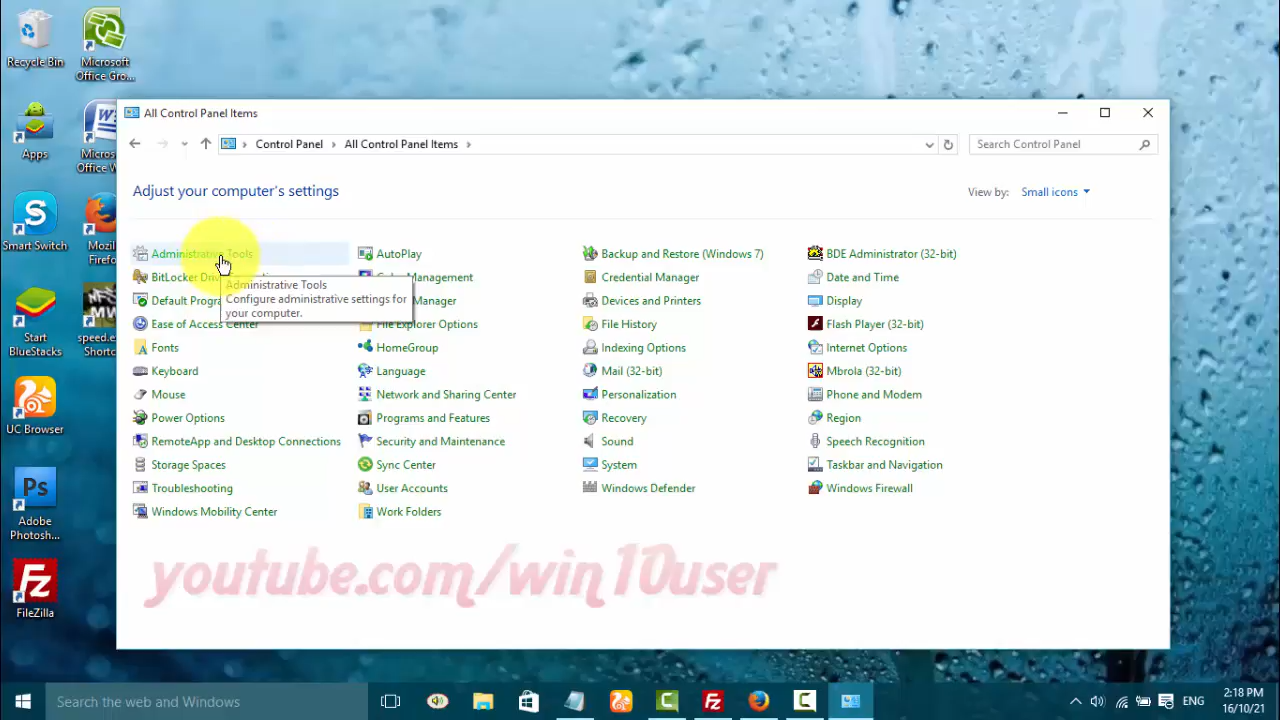 Recycle Bin
Microsoft
Office Gro...
Apps
Micros
Office W
Smart Switch
Mozil
Firefo
Start
BlueStacks
speed.ex
Shortc
UC Browser
Adobe
Photosh...
FileZilla
All Control Panel Items
Control Panel
All Control Panel Items
Search Control Panel
Adjust your computer's settings
View by: Small icons
Administrative Tools
AutoPlay
Backup and Restore (Windows 7)
BDE Administrator (32-bit)
BitLocker
Management
Credential Manager
Date and Time
Administrative Tools
Configure administrative settings for
your computer.
Default Progra
Manager
Devices and Printers
Display
Ease of Access Center
File Explorer Options
File History
Flash Player (32-bit)
Fonts
HomeGroup
Indexing Options
Internet Options
Keyboard
Language
Mail (32-bit)
Mbrola (32-bit)
Mouse
Network and Sharing Center
Personalization
Phone and Modem
Power Options
Programs and Features
Recovery
Region
RemoteApp and Desktop Connections
Security and Maintenance
Sound
Speech Recognition
Storage Spaces
Sync Center
System
Taskbar and Navigation
Troubleshooting
User Accounts
Windows Defender
Windows Firewall
Windows Mobility Center
Work Folders
youtube.com/win10user
Search the web and Windows
ENG
2:18 PM
16/10/21